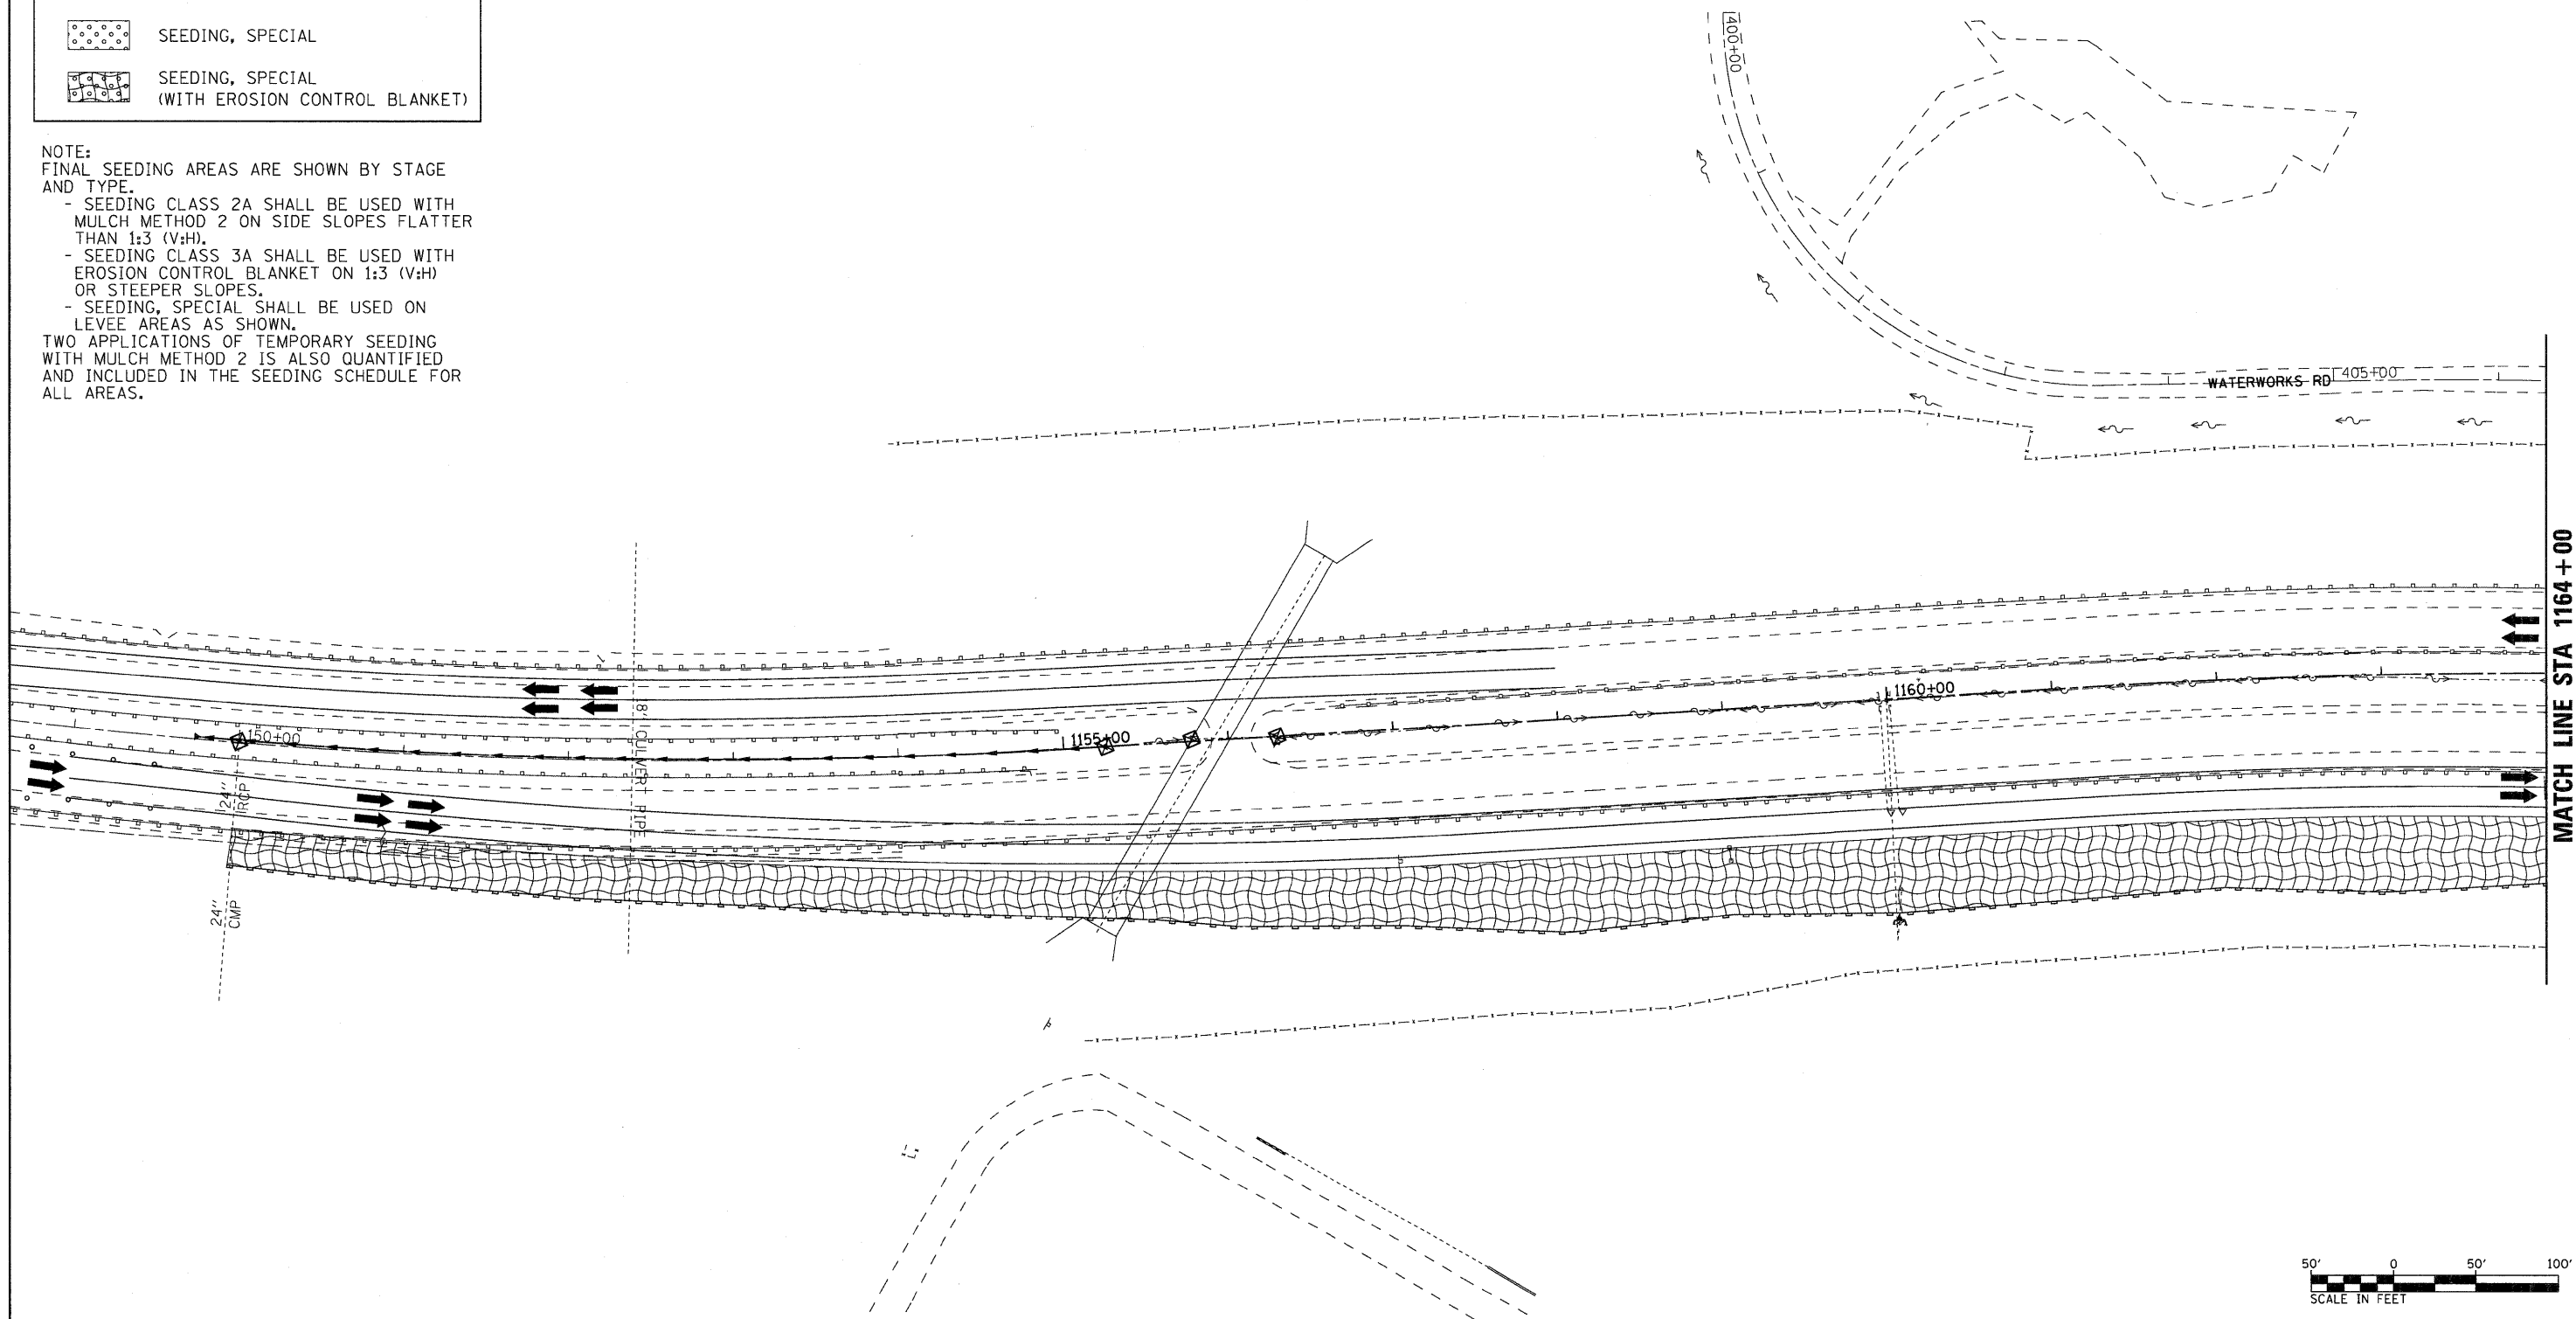 SEEDING, SPECIAL
SEEDING, SPECIAL
(WITH EROSION CONTROL BLANKET)
NOTE:
FINAL SEEDING AREAS ARE SHOWN BY STAGE
AND TYPE.
- SEEDING CLASS 2A SHALL BE USED WITH
MULCH METHOD 2 ON SIDE SLOPES FLATTER
THAN 1:3 (V:H).
- SEEDING CLASS 3A SHALL BE USED WITH
EROSION CONTROL BLANKET ON 1:3 (V:H)
OR STEEPER SLOPES.
- SEEDING, SPECIAL SHALL BE USED ON
LEVEE AREAS AS SHOWN.
TWO APPLICATIONS OF TEMPORARY SEEDING
WITH MULCH METHOD 2 IS ALSO QUANTIFIED
AND INCLUDED IN THE SEEDING SCHEDULE FOR
ALL AREAS.
400+00
WATERWORKS RD
405+00
MATCH LINE STA 1164+00
1160+00
1155+00
150+00
8' CULVERT PIPE
24"
RCP
24"
CMP
50' 0 50' 100'
SCALE IN FEET